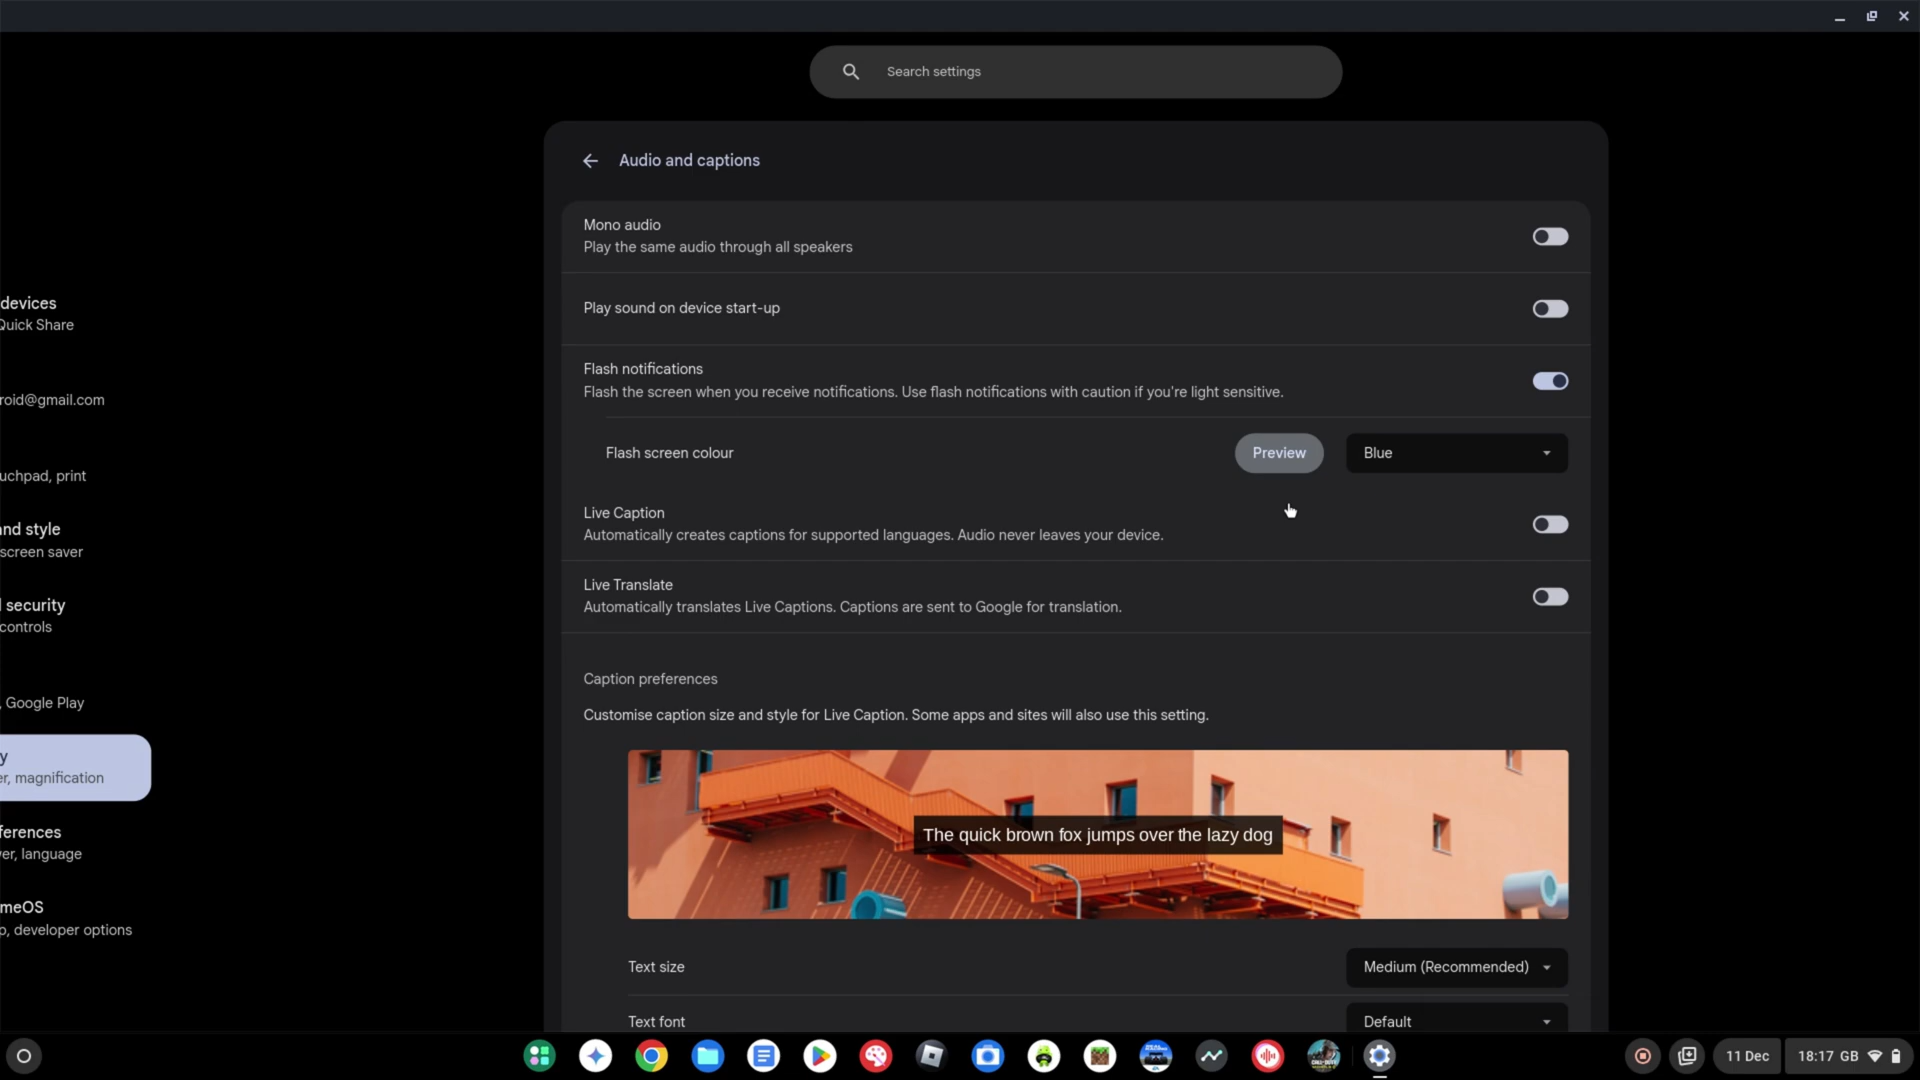 Search settings
Audio and captions
Mono audio
Play the same audio through all speakers
Play sound on device start-up
Flash notifications
Flash the screen when you receive notifications. Use flash notifications with caution if you're light sensitive.
Flash screen colour
Preview
Blue
Live Caption
Automatically creates captions for supported languages. Audio never leaves your device.
Live Translate
Automatically translates Live Captions. Captions are sent to Google for translation.
Caption preferences
Customise caption size and style for Live Caption. Some apps and sites will also use this setting.
The quick brown fox jumps over the lazy dog
Text size
Medium (Recommended)
Text font
Default
devices
Quick Share
roid@gmail.com
uchpad, print
and style
screen saver
security
controls
, Google Play
y
er, magnification
ferences
ver, language
meOS
p, developer options
11 Dec
18:17 GB